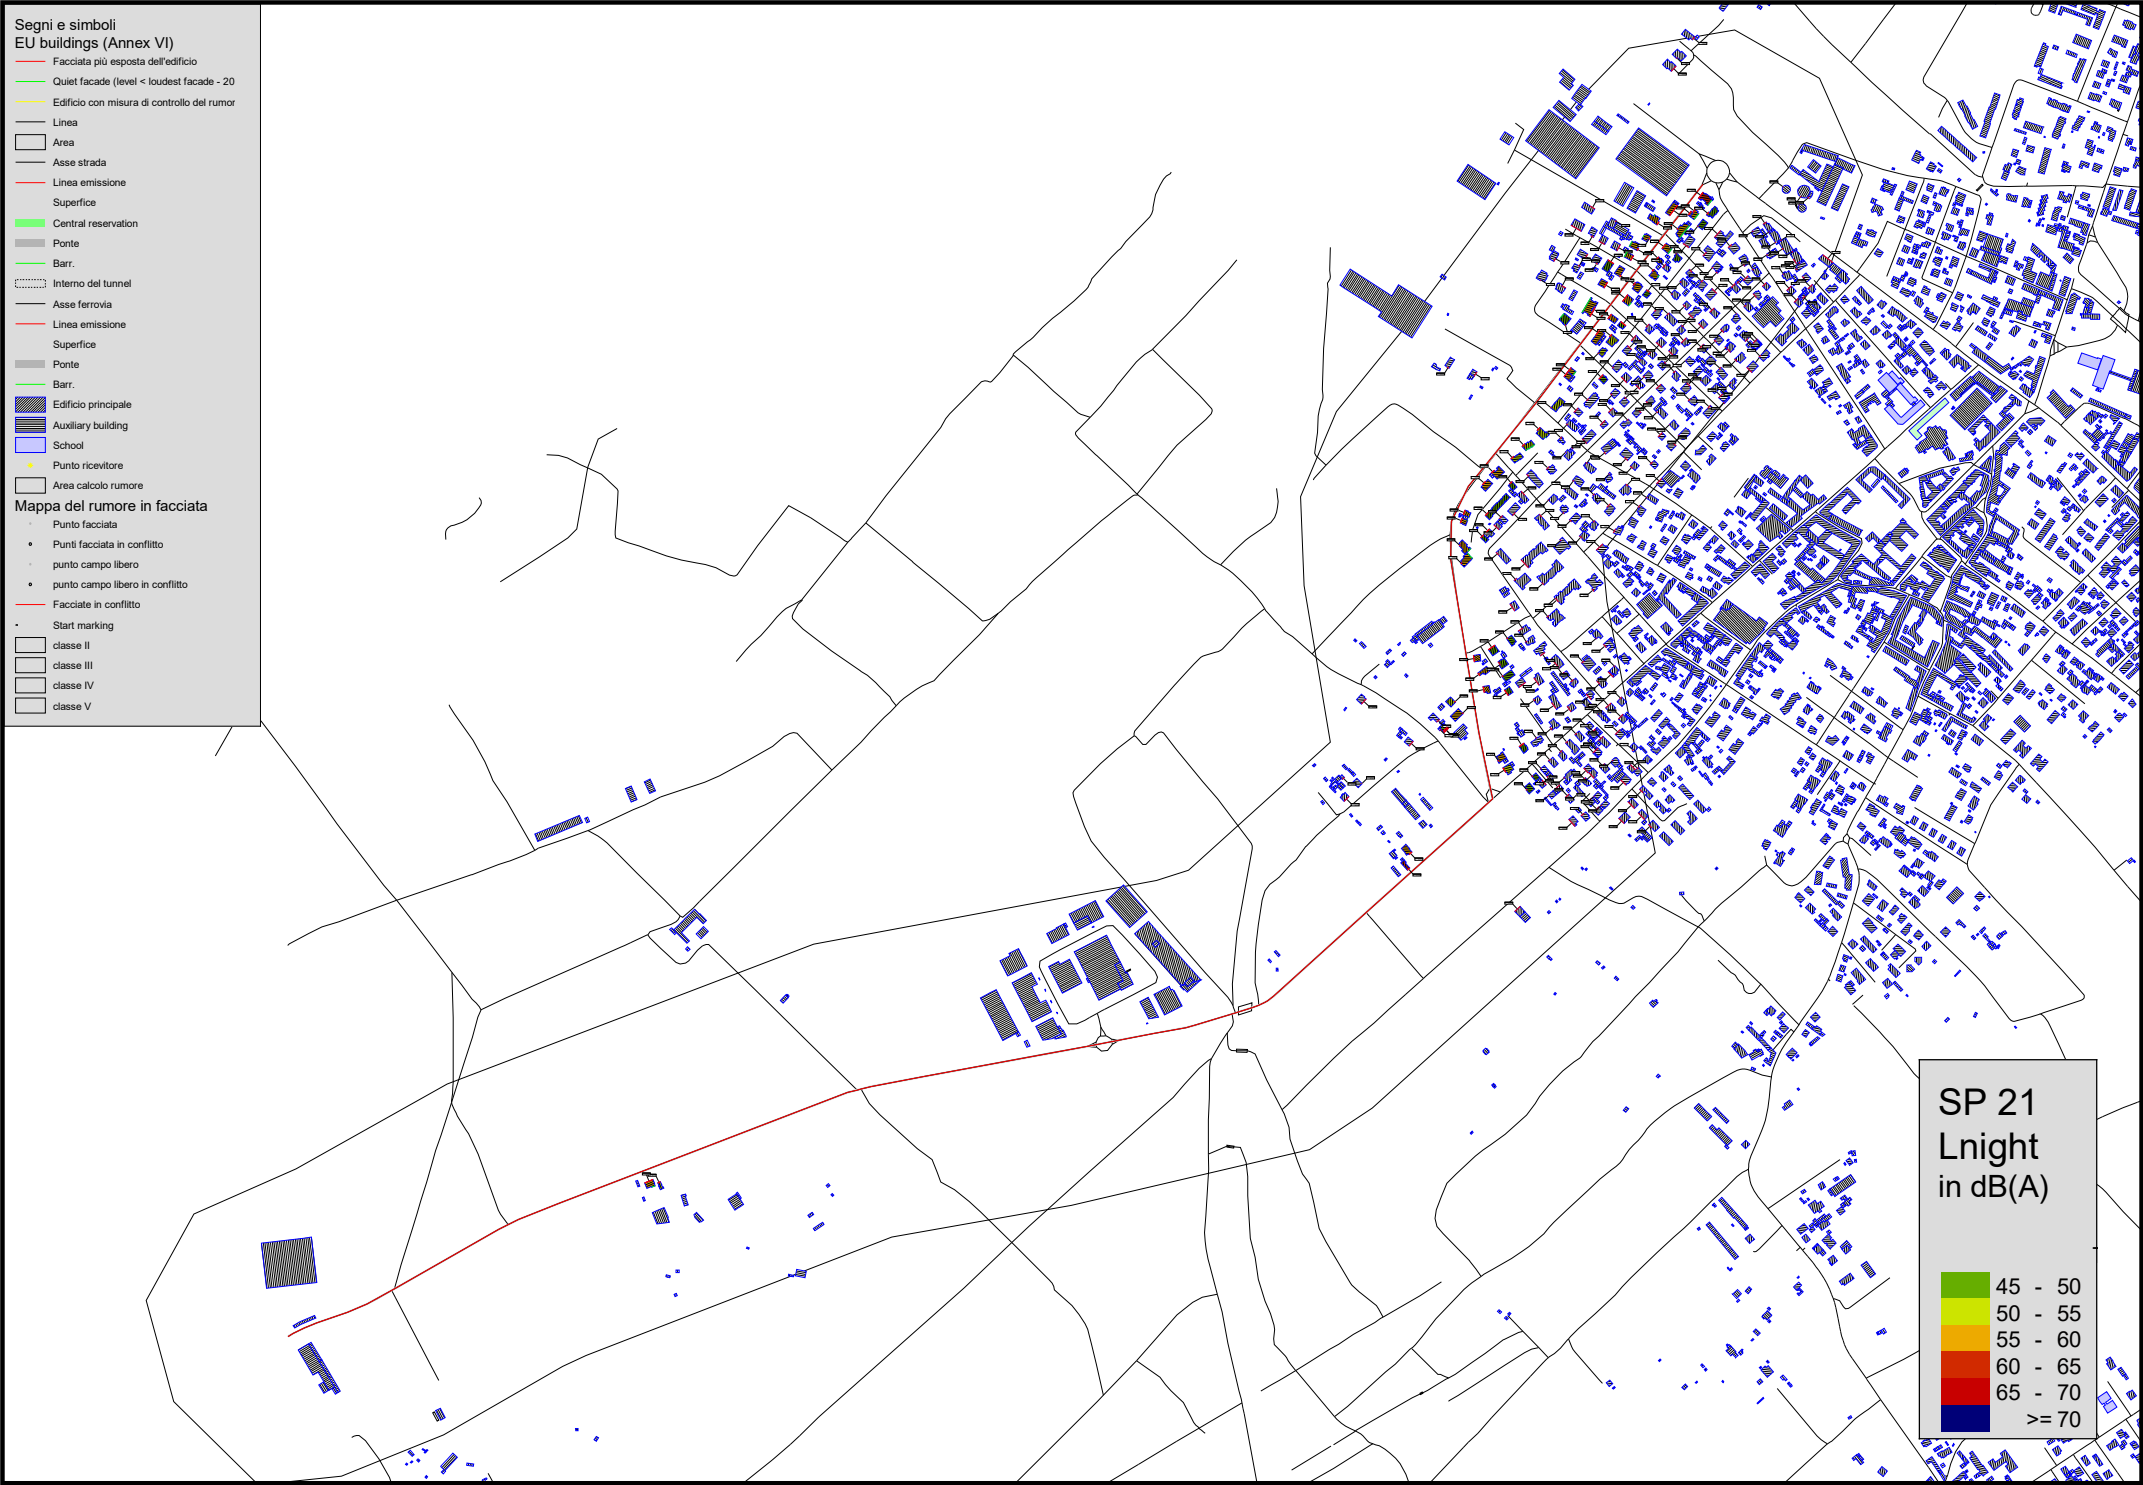 Segni e simboli
EU buildings (Annex VI)
Facciata più esposta dell'edificio
Quiet facade (level < loudest facade - 20
Edificio con misura di controllo del rumor
Linea
Area
Asse strada
Linea emissione
Superfice
Central reservation
Ponte
Barr.
Interno del tunnel
Asse ferrovia
Linea emissione
Superfice
Ponte
Barr.
Edificio principale
Auxiliary building
School
Punto ricevitore
Area calcolo rumore
Mappa del rumore in facciata
Punto facciata
Punti facciata in conflitto
punto campo libero
punto campo libero in conflitto
Facciate in conflitto
Start marking
classe II
classe III
classe IV
classe V
SP 21
Lnight
in dB(A)
45 - 50
50 - 55
55 - 60
60 - 65
65 - 70
>= 70